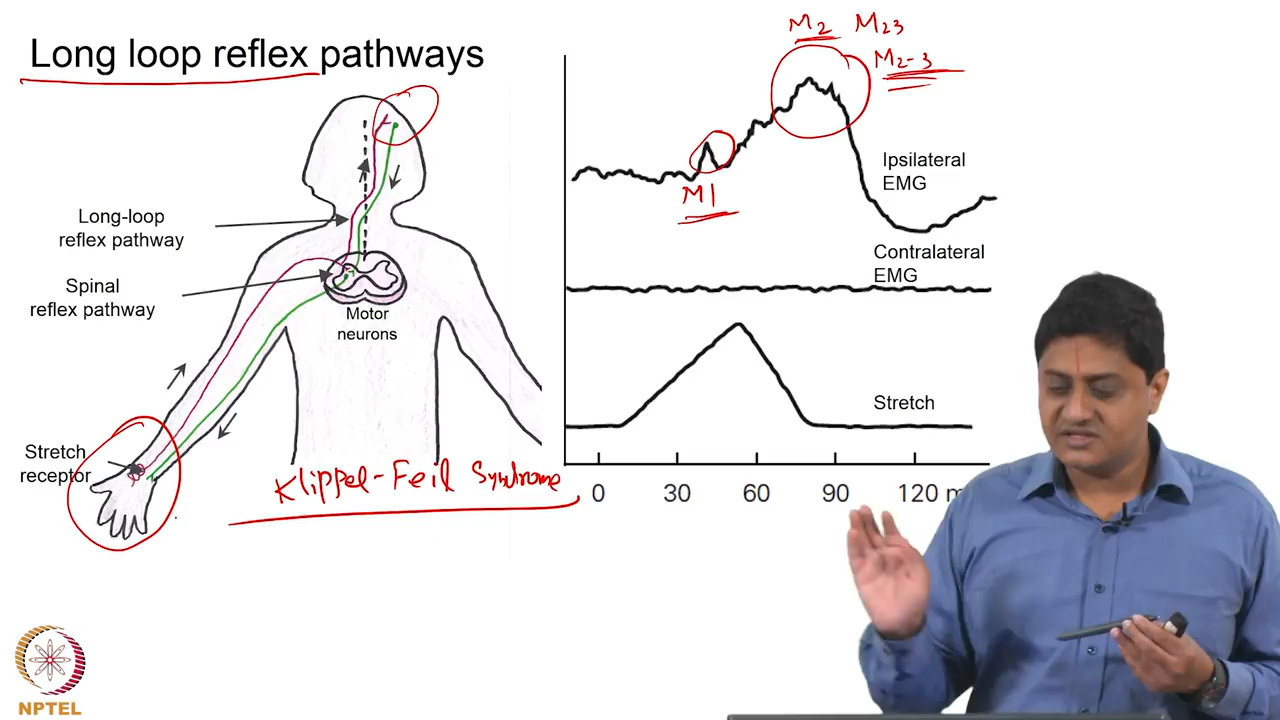 Long loop reflex pathways
M2 M23
M2-3
M1
Ipsilateral
EMG
Contralateral
EMG
Stretch
0 30 60 90 120 m
Long-loop
reflex pathway
Spinal
reflex pathway
Motor
neurons
Stretch
receptor
Klippel-Feil Syndrome
NPTEL